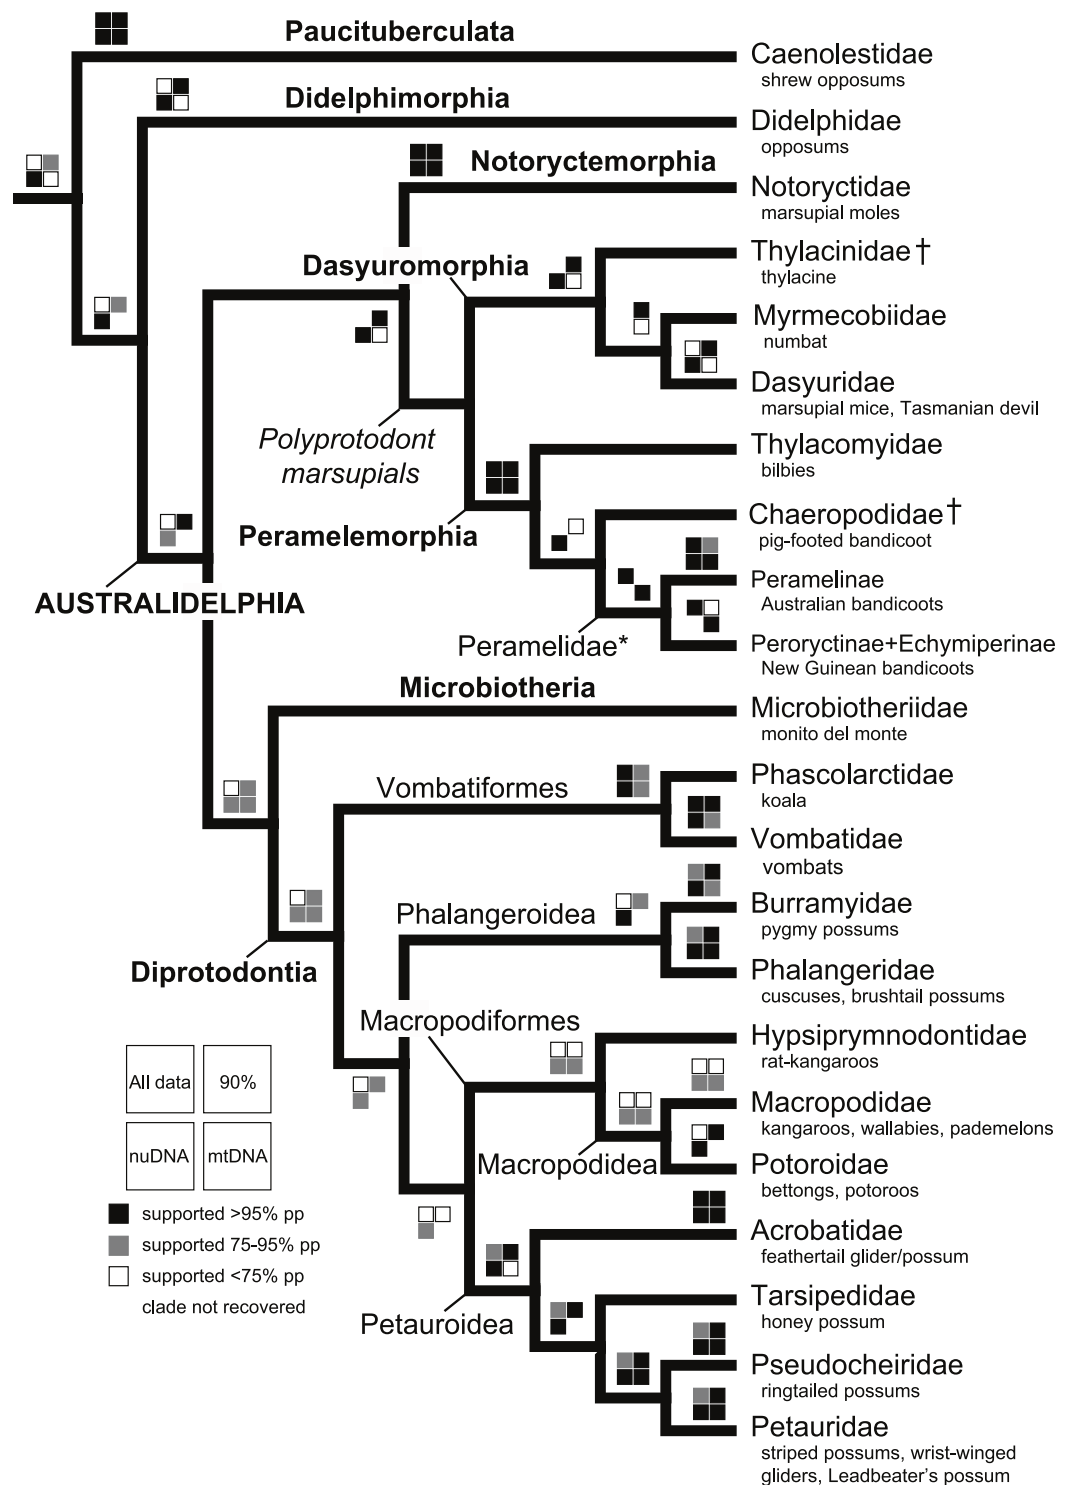 Paucituberculata
Caenolestidae
shrew opposums
Didelphimorphia
Didelphidae
opposums
Notoryctemorphia
Notoryctidae
marsupial moles
Dasyuromorphia
Thylacinidae†
thylacine
Myrmecobiidae
numbat
Dasyuridae
marsupial mice, Tasmanian devil
Polyprotodont
marsupials
Thylacomyidae
bilbies
Peramelemorphia
Chaeropodidae†
pig-footed bandicoot
Peramelinae
Australian bandicoots
AUSTRALIDELPHIA
Peramelidae*
Peroryctinae+Echymiperinae
New Guinean bandicoots
Microbiotheria
Microbiotheriidae
monito del monte
Vombatiformes
Phascolarctidae
koala
Vombatidae
vombats
Phalangeroidea
Burramyidae
pygmy possums
Diprotodontia
Phalangeridae
cuscuses, brushtail possums
Macropodiformes
Hypsiprymnodontidae
rat-kangaroos
Macropodidae
kangaroos, wallabies, pademelons
Macropodidea
Potoroidae
bettongs, potoroos
Acrobatidae
feathertail glider/possum
Petauroidea
Tarsipedidae
honey possum
Pseudocheiridae
ringtailed possums
Petauridae
striped possums, wrist-winged
gliders, Leadbeater's possum
All data
90%
nuDNA
mtDNA
supported >95% pp
supported 75-95% pp
supported <75% pp
clade not recovered